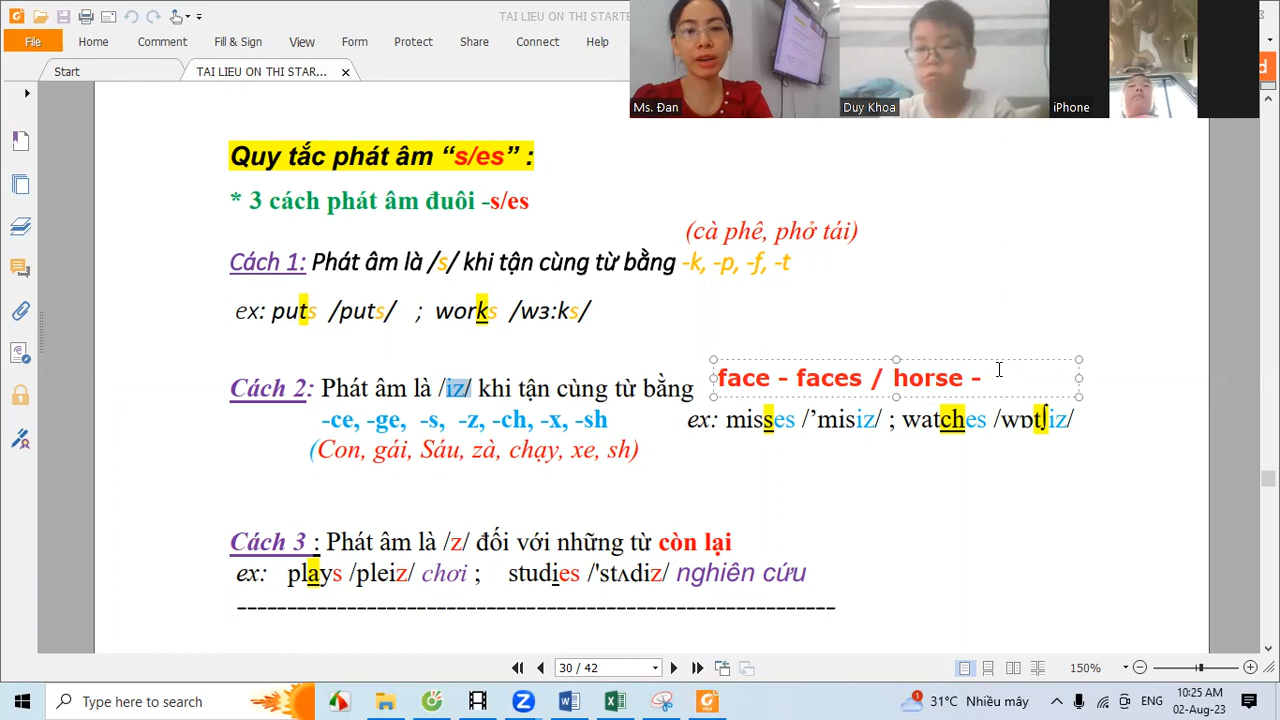 TAI LIEU ON THI STARTE
File Home Comment Fill & Sign View Form Protect Share Connect Help
Start TAI LIEU ON THI STAR...
Ms. Đan
Duy Khoa
iPhone
Quy tắc phát âm “s/es” :
* 3 cách phát âm đuôi -s/es
(cà phê, phở tái)
Cách 1: Phát âm là /s/ khi tận cùng từ bằng -k, -p, -f, -t
ex: puts /puts/ ; works /wɜ:ks/
face - faces / horse -
Cách 2: Phát âm là /iz/ khi tận cùng từ bằng
-ce, -ge, -s, -z, -ch, -x, -sh
ex: misses /’misiz/ ; watches /wɒtʃiz/
(Con, gái, Sáu, zà, chạy, xe, sh)
Cách 3 : Phát âm là /z/ đối với những từ còn lại
ex: plays /pleiz/ chơi ; studies /'stʌdiz/ nghiên cứu
30 / 42
150%
Type here to search
31°C Nhiều mây
ENG
10:25 AM
02-Aug-23